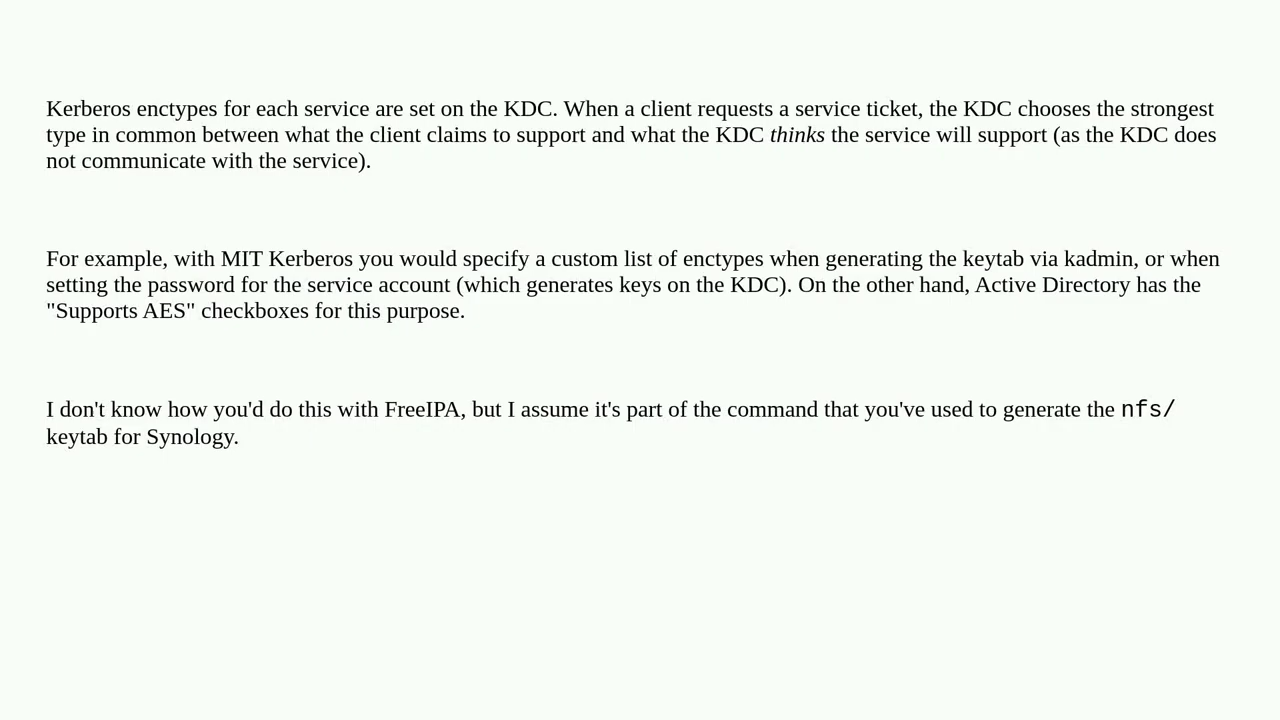 Kerberos enctypes for each service are set on the KDC. When a client requests a service ticket, the KDC chooses the strongest
type in common between what the client claims to support and what the KDC thinks the service will support (as the KDC does
not communicate with the service).
For example, with MIT Kerberos you would specify a custom list of enctypes when generating the keytab via kadmin, or when
setting the password for the service account (which generates keys on the KDC). On the other hand, Active Directory has the
"Supports AES" checkboxes for this purpose.
I don't know how you'd do this with FreeIPA, but I assume it's part of the command that you've used to generate the nfs/
keytab for Synology.